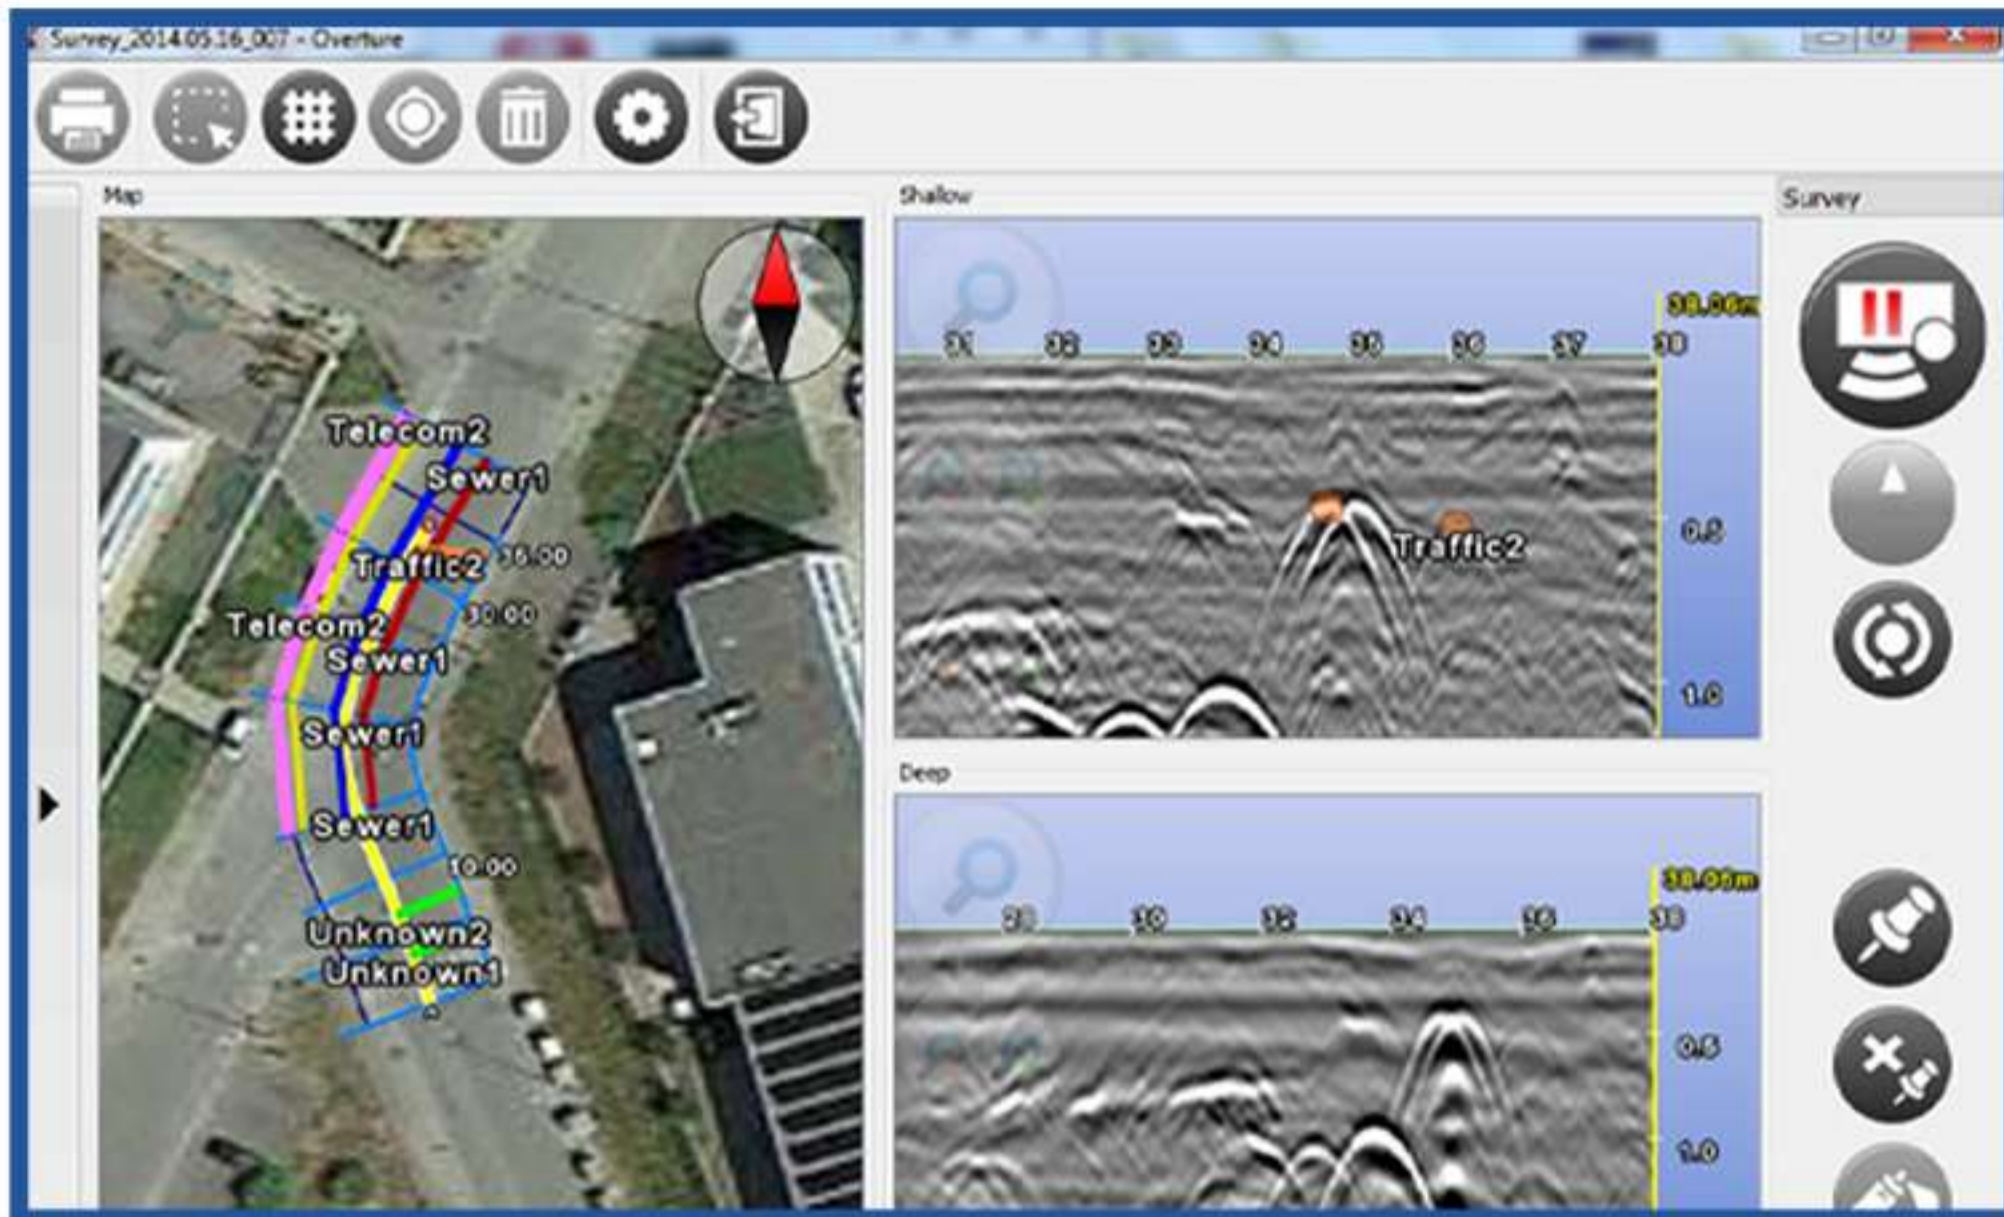 Survey_2014.05.16_007 - Overture
Map
Telecom2
Sewer1
Traffic2
35.00
30.00
Telecom2
Sewer1
Sewer1
Sewer1
10.00
Unknown2
Unknown1
Shallow
38.06m
31 32 33 34 35 36 37 38
0.5
Traffic2
1.0
Deep
38.06m
28 30 32 34 36 38
0.5
1.0
Survey